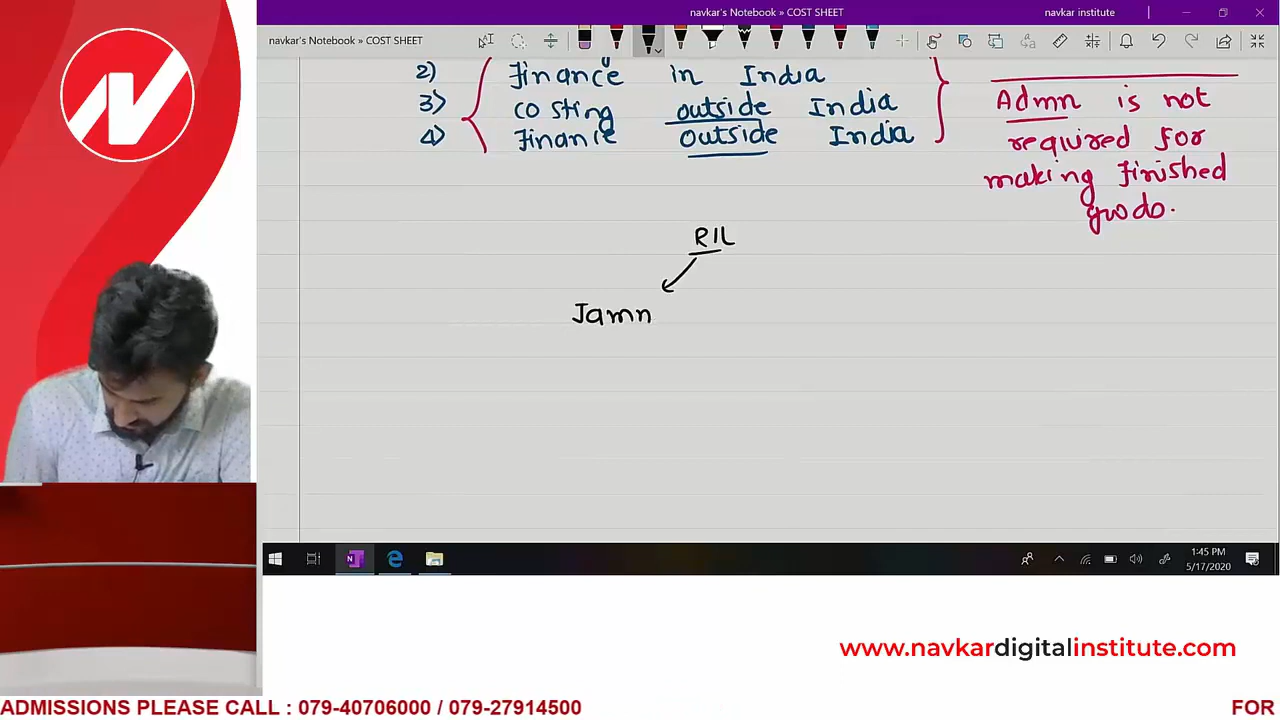 navkar's Notebook » COST SHEET
navkar institute
navkar's Notebook » COST SHEET
2) Finance in India
3) costing outside India
4) Finance outside India
Admn is not
required for
making Finished
goods.
RIL
Jamn
1:45 PM
5/17/2020
www.navkardigitalinstitute.com
ADMISSIONS PLEASE CALL : 079-40706000 / 079-27914500
FOR